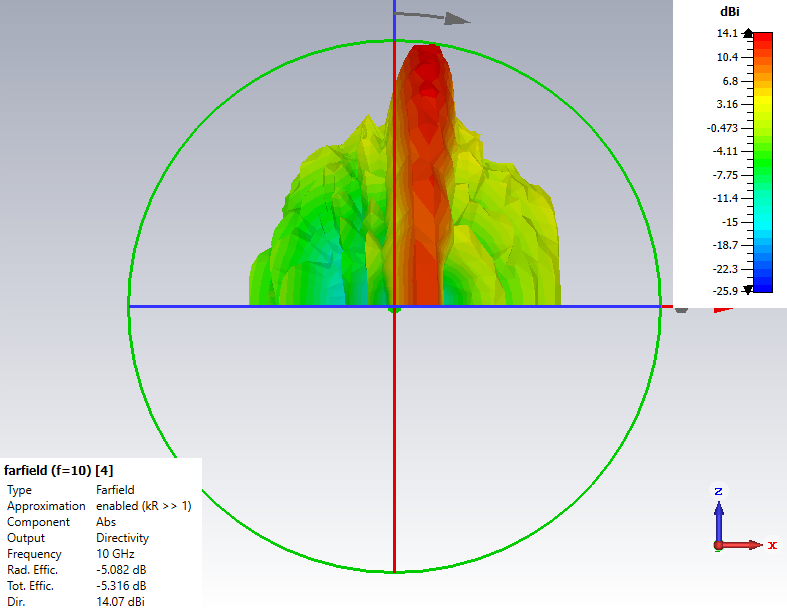 dBi
14.1
10.4
6.8
3.16
-0.473
-4.11
-7.75
-11.4
-15
-18.7
-22.3
-25.9
farfield (f=10) [4]
Type Farfield
Approximation enabled (kR >> 1)
Component Abs
Output Directivity
Frequency 10 GHz
Rad. Effic. -5.082 dB
Tot. Effic. -5.316 dB
Dir. 14.07 dBi
z
x